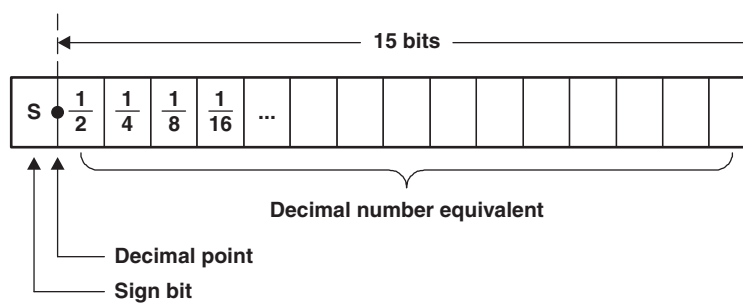 15 bits
S 1/2 1/4 1/8 1/16 ...
Decimal number equivalent
Decimal point
Sign bit